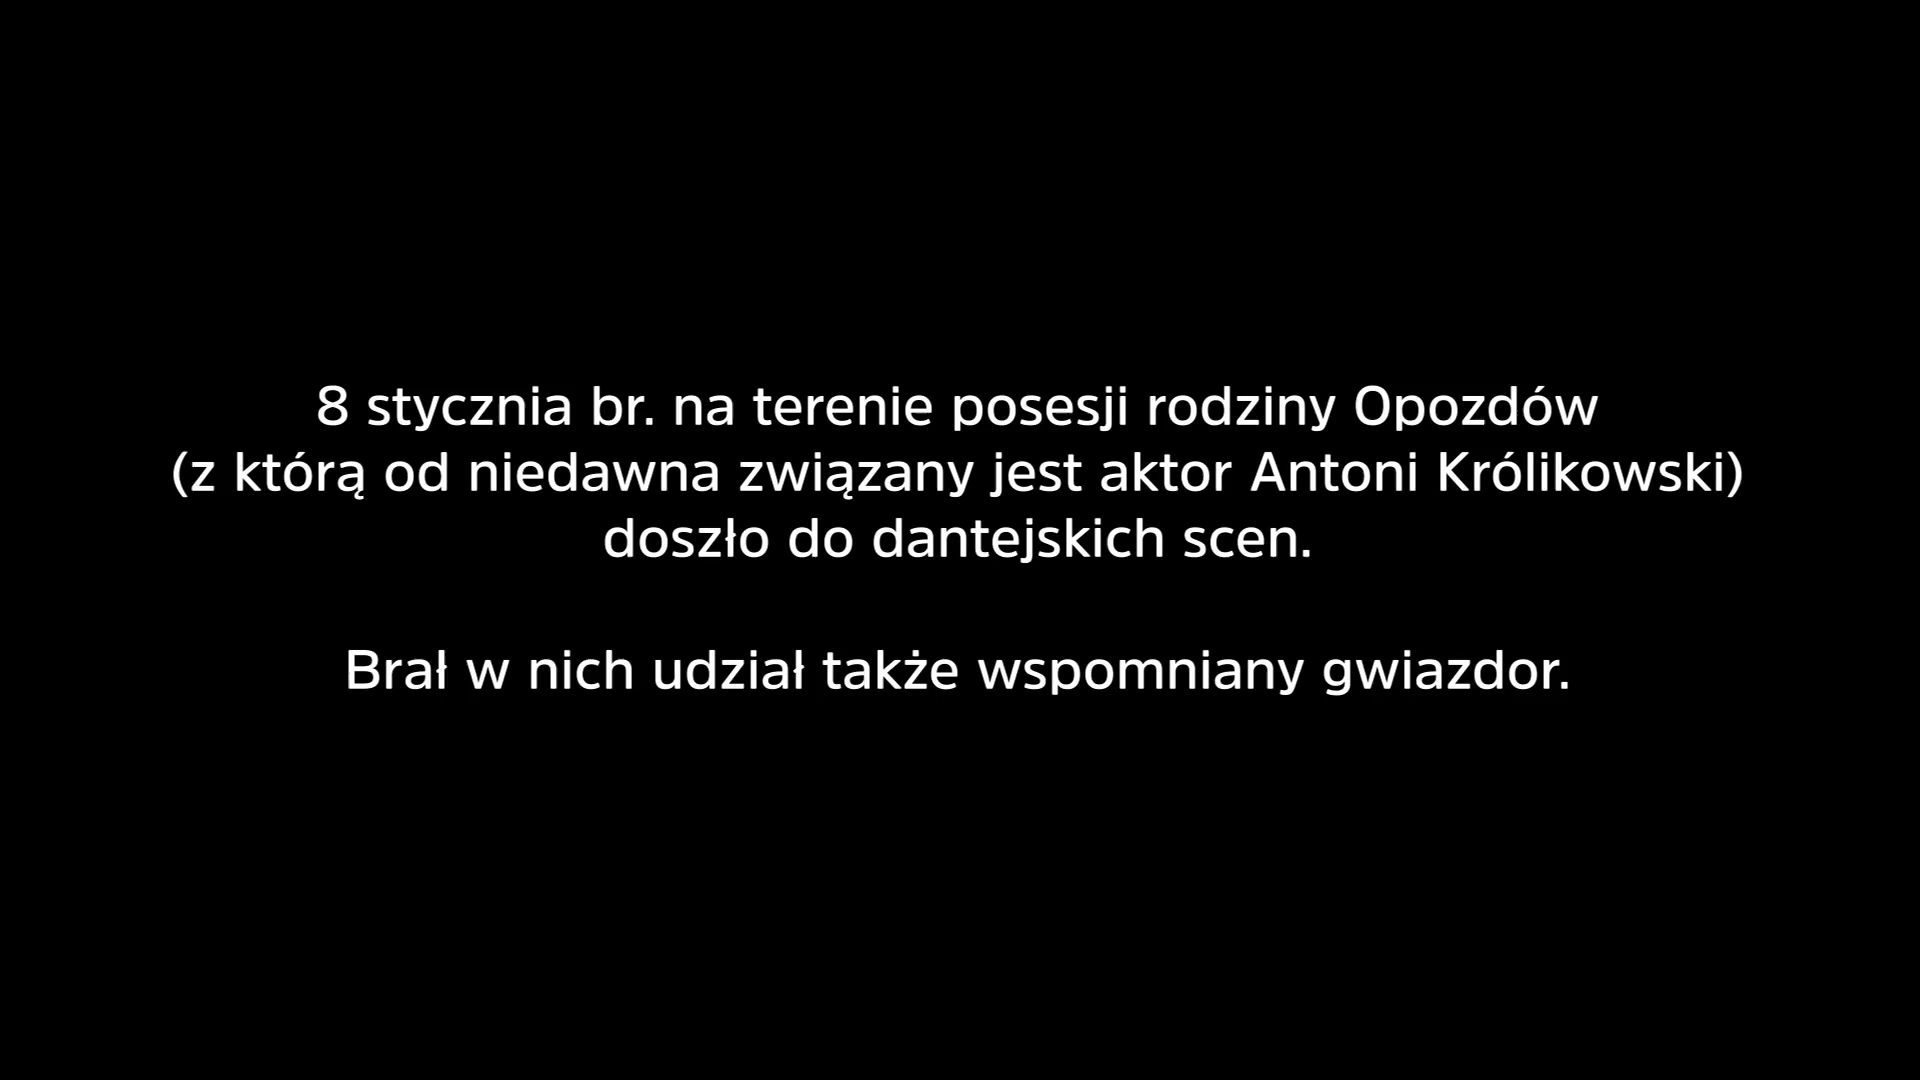 8 stycznia br. na terenie posesji rodziny Opozdów
(z którą od niedawna związany jest aktor Antoni Królikowski)
doszło do dantejskich scen.
Brał w nich udział także wspomniany gwiazdor.